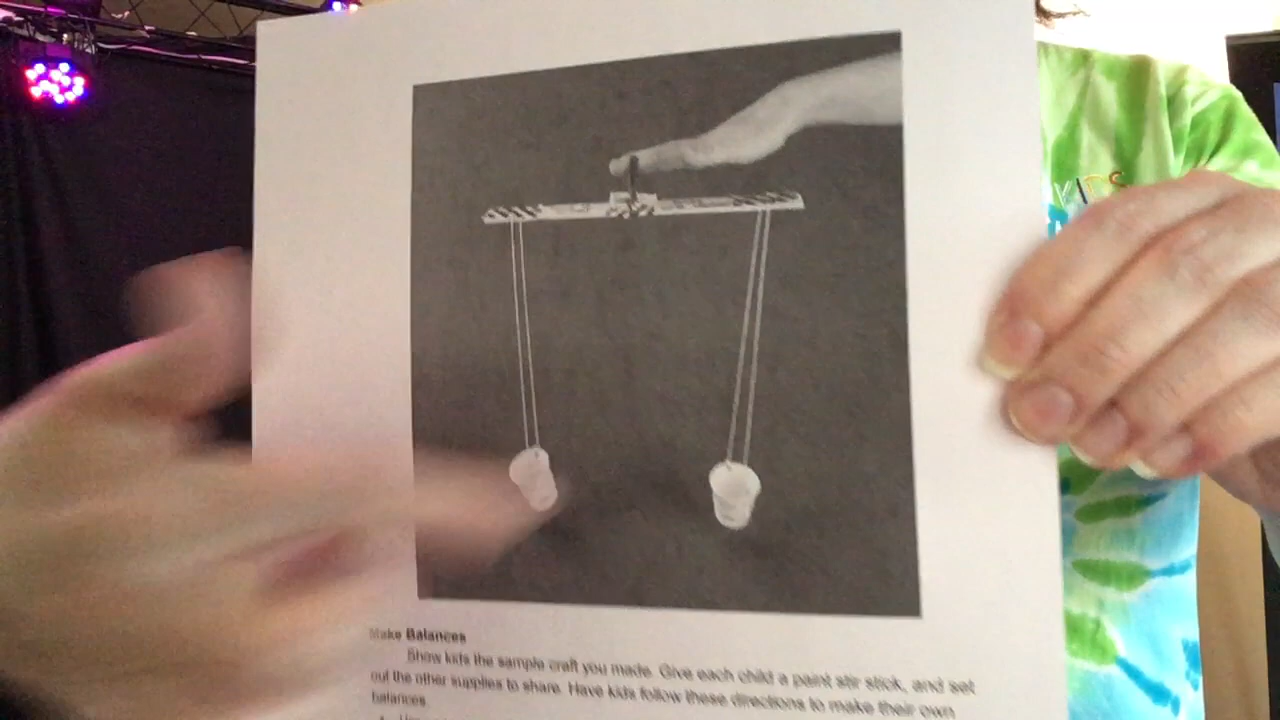 KIDS
Make Balances
Show kids the sample craft you made. Give each child a paint stir stick, and set
out the other supplies to share. Have kids follow these directions to make their own
balances.